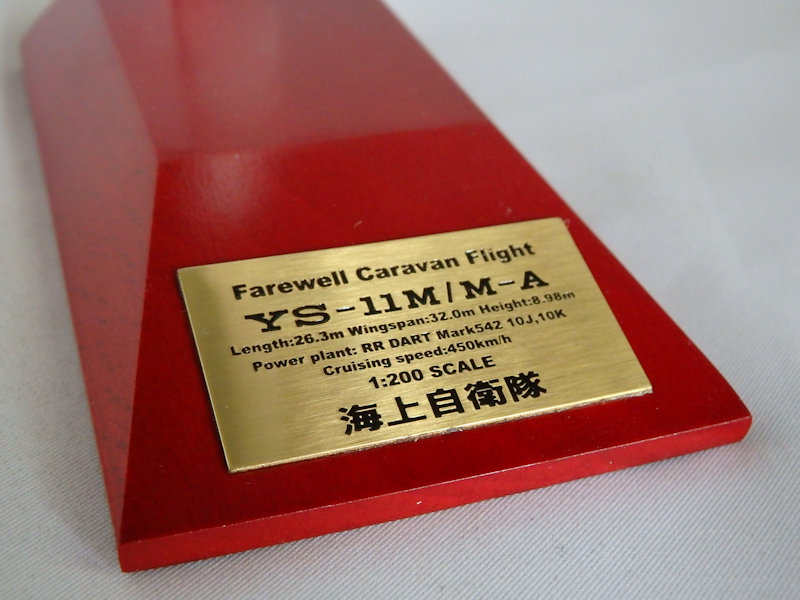 Farewell Caravan Flight
YS-11M/M-A
Length:26.3m Wingspan:32.0m Height:8.98m
Power plant: RR DART Mark542 10J,10K
Cruising speed:450km/h
1:200 SCALE
海上自衛隊